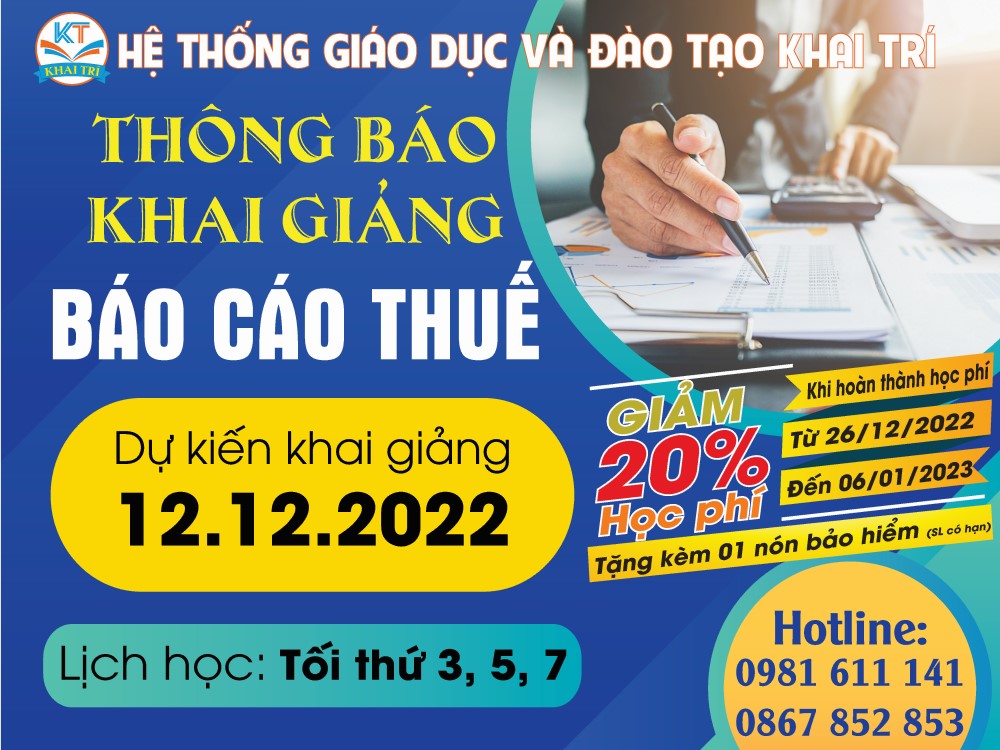 KT
KHAI TRÍ
HỆ THỐNG GIÁO DỤC VÀ ĐÀO TẠO KHAI TRÍ
THÔNG BÁO
KHAI GIẢNG
BÁO CÁO THUẾ
Dự kiến khai giảng
12.12.2022
Lịch học: Tối thứ 3, 5, 7
GIẢM
20%
Học phí
Khi hoàn thành học phí
Từ 26/12/2022
Đến 06/01/2023
Tặng kèm 01 nón bảo hiểm (SL có hạn)
Hotline:
0981 611 141
0867 852 853